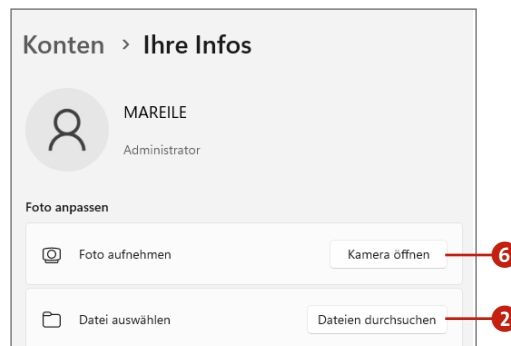 Konten > Ihre Infos
MAREILE
Administrator
Foto anpassen
Foto aufnehmen Kamera öffnen 6
Datei auswählen Dateien durchsuchen 2